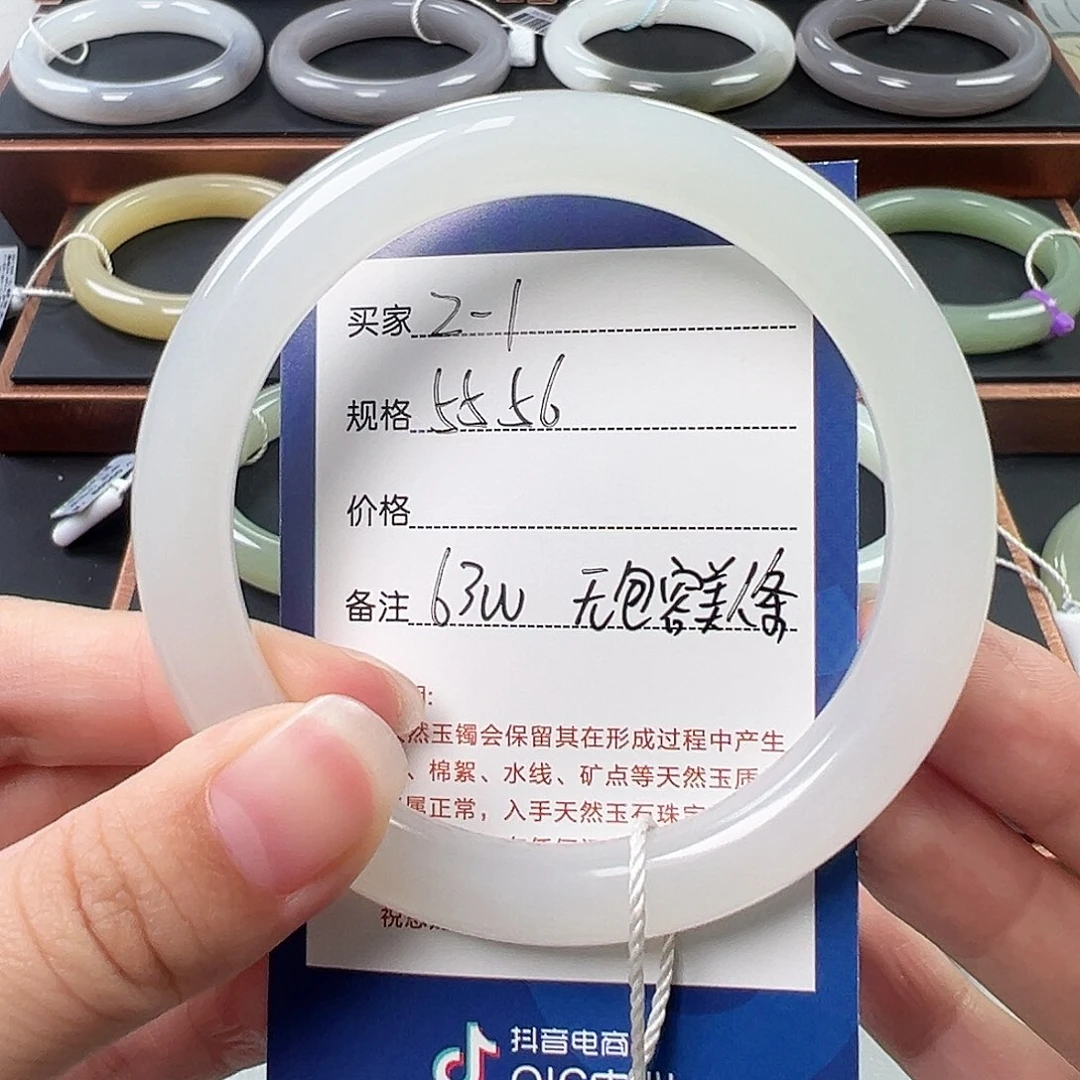 买家 2-1
规格 55 56
价格
备注 63W 无包容美人条
然玉镯会保留其在形成过程中产生
、棉絮、水线、矿点等天然玉质
属正常，入手天然玉石珠宝
祝您
抖音电商
QIC